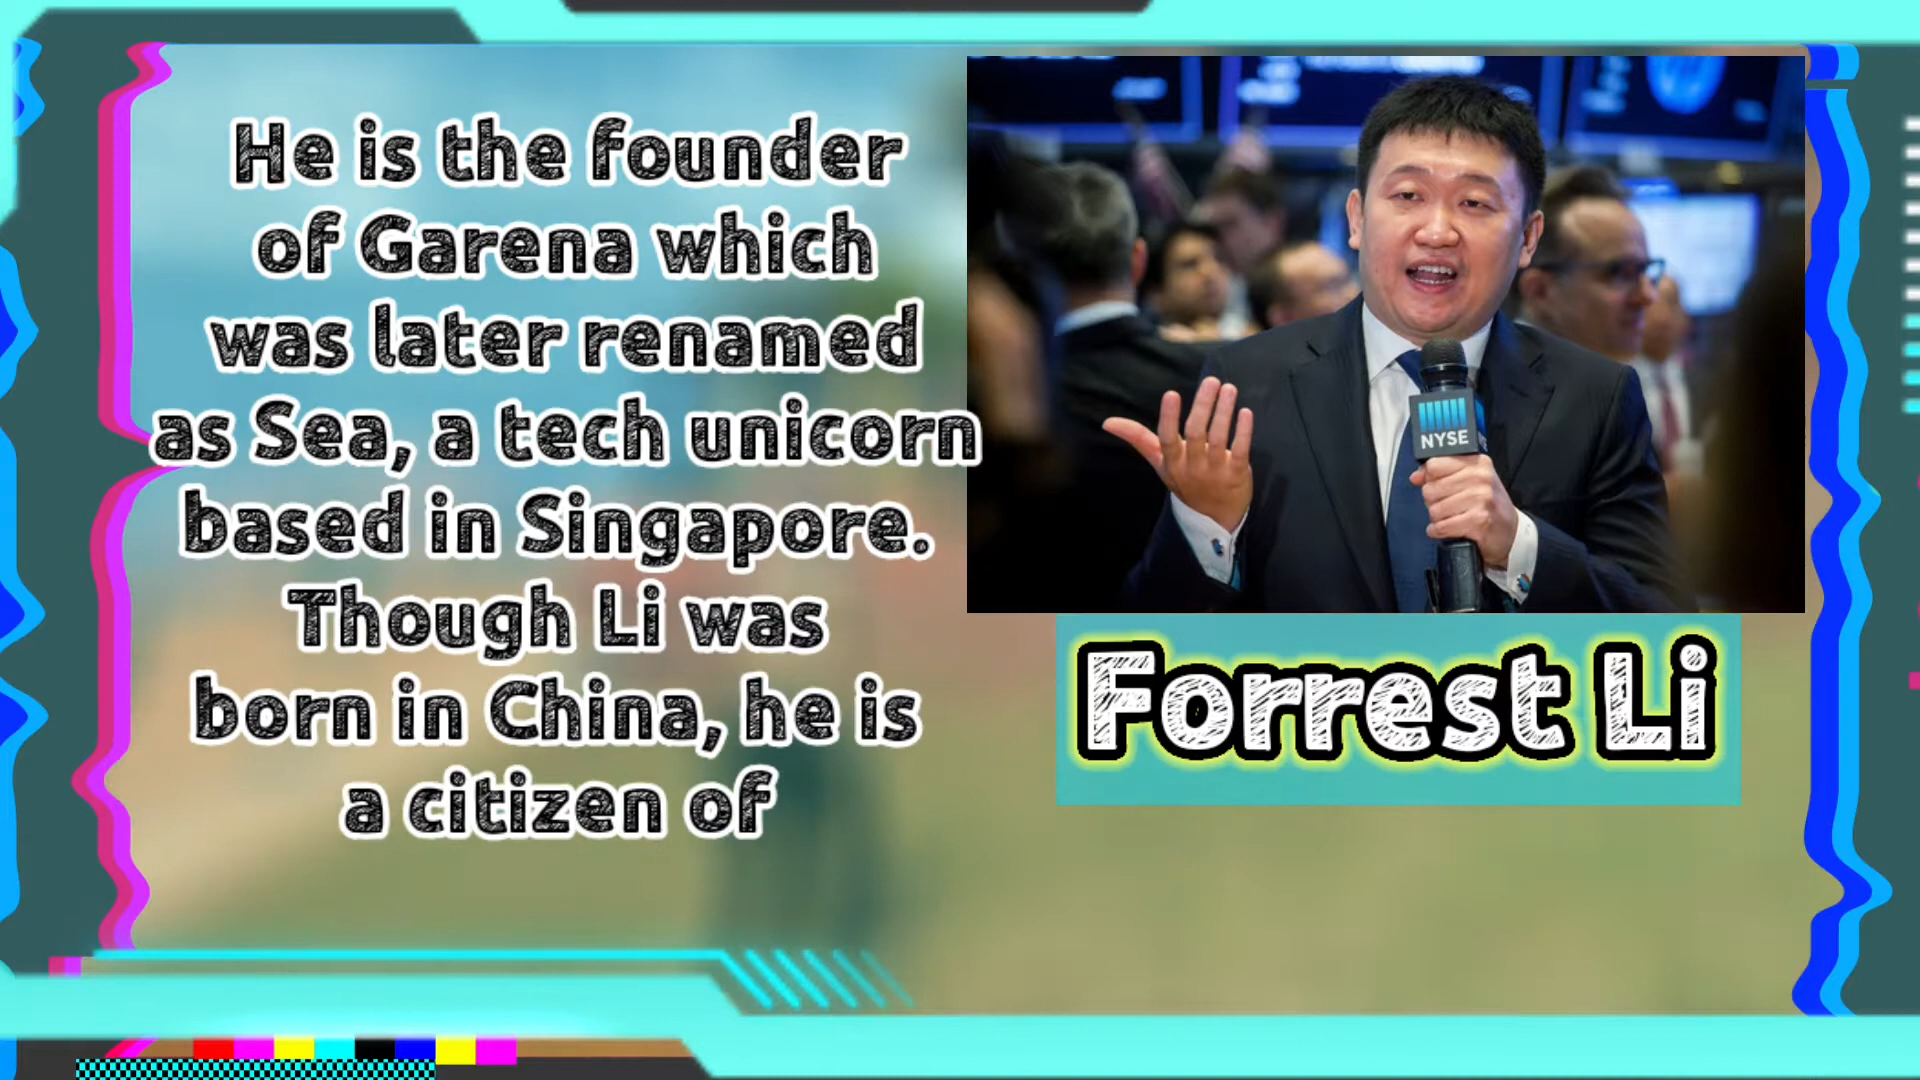 He is the founder
of Garena which
was later renamed
as Sea, a tech unicorn
based in Singapore.
Though Li was
born in China, he is
a citizen of
NYSE
Forrest Li